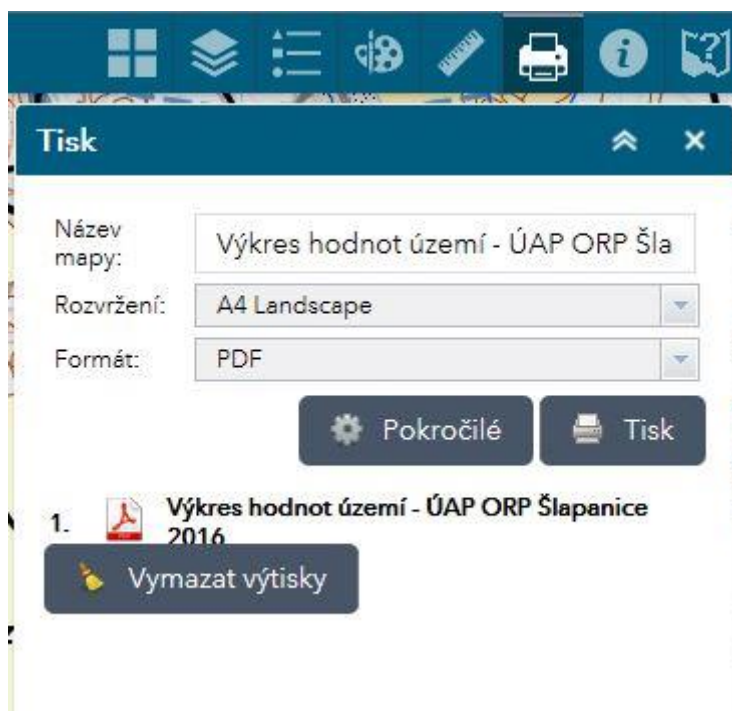 Tisk
Název
mapy:
Výkres hodnot území - ÚAP ORP Šla
Rozvržení:
A4 Landscape
Formát:
PDF
Pokročilé
Tisk
1.
Výkres hodnot území - ÚAP ORP Šlapanice
2016
Vymazat výtisky